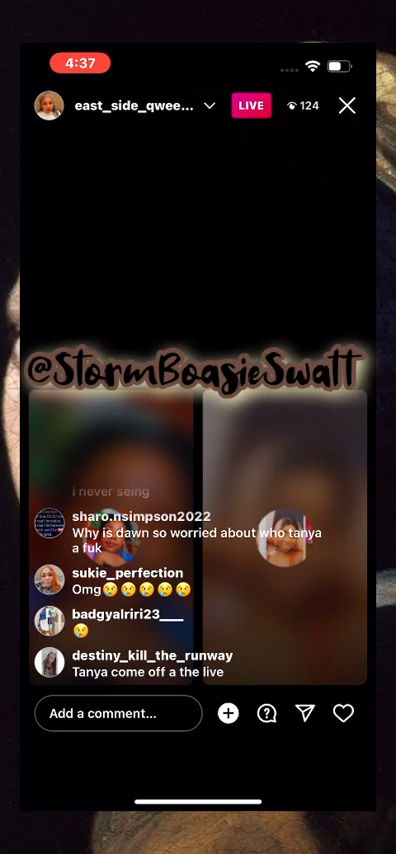 4:37
east_side_qwee...
LIVE
124
@StormBoasieSwatt
I never seing
sharo.nsimpson2022
Why is dawn so worried about who tanya
a fuk
sukie_perfection
Omg😢😢😢😢😢
badgyalriri23___
😢
destiny_kill_the_runway
Tanya come off a the live
Add a comment...